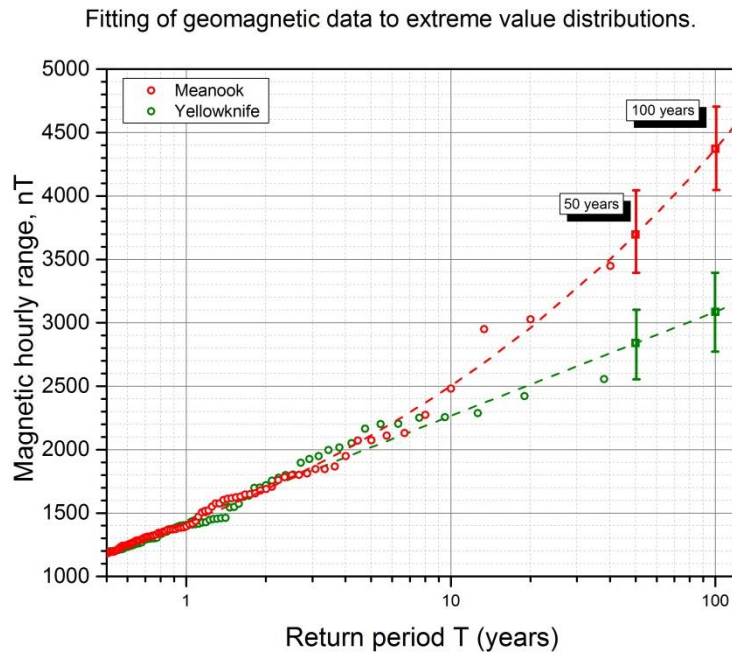 Fitting of geomagnetic data to extreme value distributions.
5000
Meanook
Yellowknife
100 years
4500
4000
50 years
3500
3000
2500
2000
1500
1000
Magnetic hourly range, nT
1
10
100
Return period T (years)